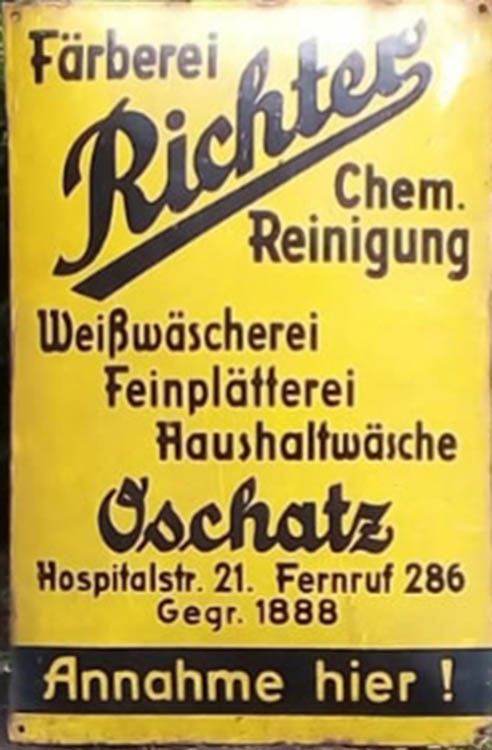 Färberei
Richter
Chem.
Reinigung
Weißwäscherei
Feinplätterei
Haushaltwäsche
Oschatz
Hospitalstr. 21. Fernruf 286
Gegr. 1888
Annahme hier !